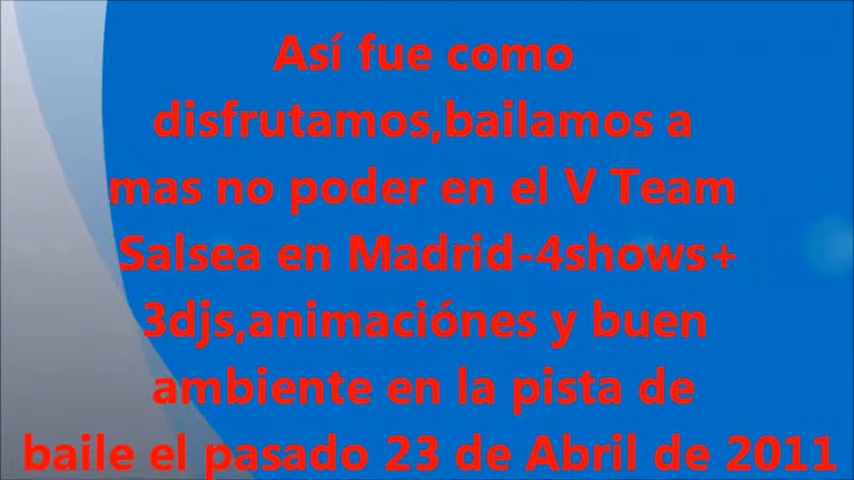 Así fue como
disfrutamos,bailamos a
mas no poder en el V Team
Salsea en Madrid-4shows+
3djs,animaciónes y buen
ambiente en la pista de
baile el pasado 23 de Abril de 2011